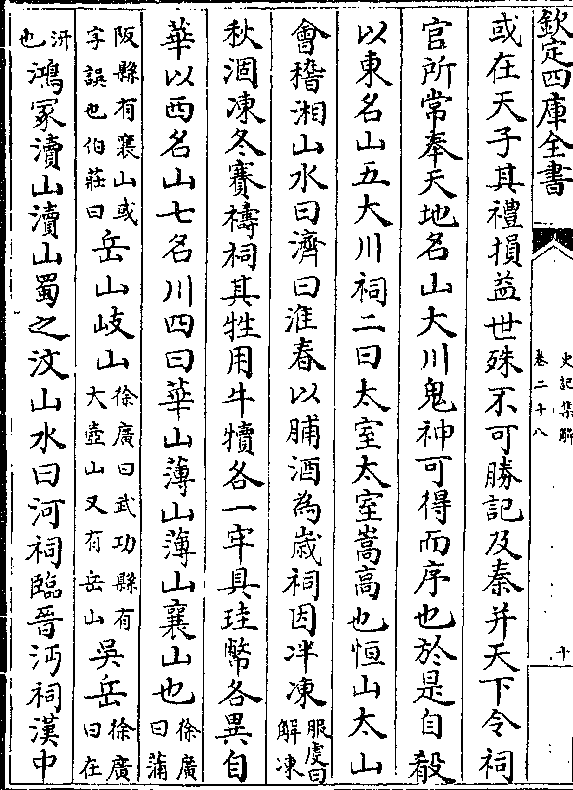 欽定四庫全書
史記集解
卷二十八
十
或在天子其禮損益世殊不可勝記及秦并天下令祠
官所常奉天地名山大川鬼神可得而序也於是自殽
以東名山五大川祠二曰太室太室嵩高也恒山太山
會稽湘山水曰濟曰淮春以脯酒為歲祠因泮凍服䖍曰解凍
秋涸凍冬賽禱祠其牲用牛犢各一牢具珪幣各異自
華以西名山七名川四曰華山薄山薄山襄山也徐廣曰蒲
阪縣有襄山或字誤也伯莊曰岳山岐山徐廣曰武功縣有大壺山又有岳山吳岳徐廣曰在
汧也鴻冢瀆山瀆山蜀之汶山水曰河祠臨晉沔祠漢中